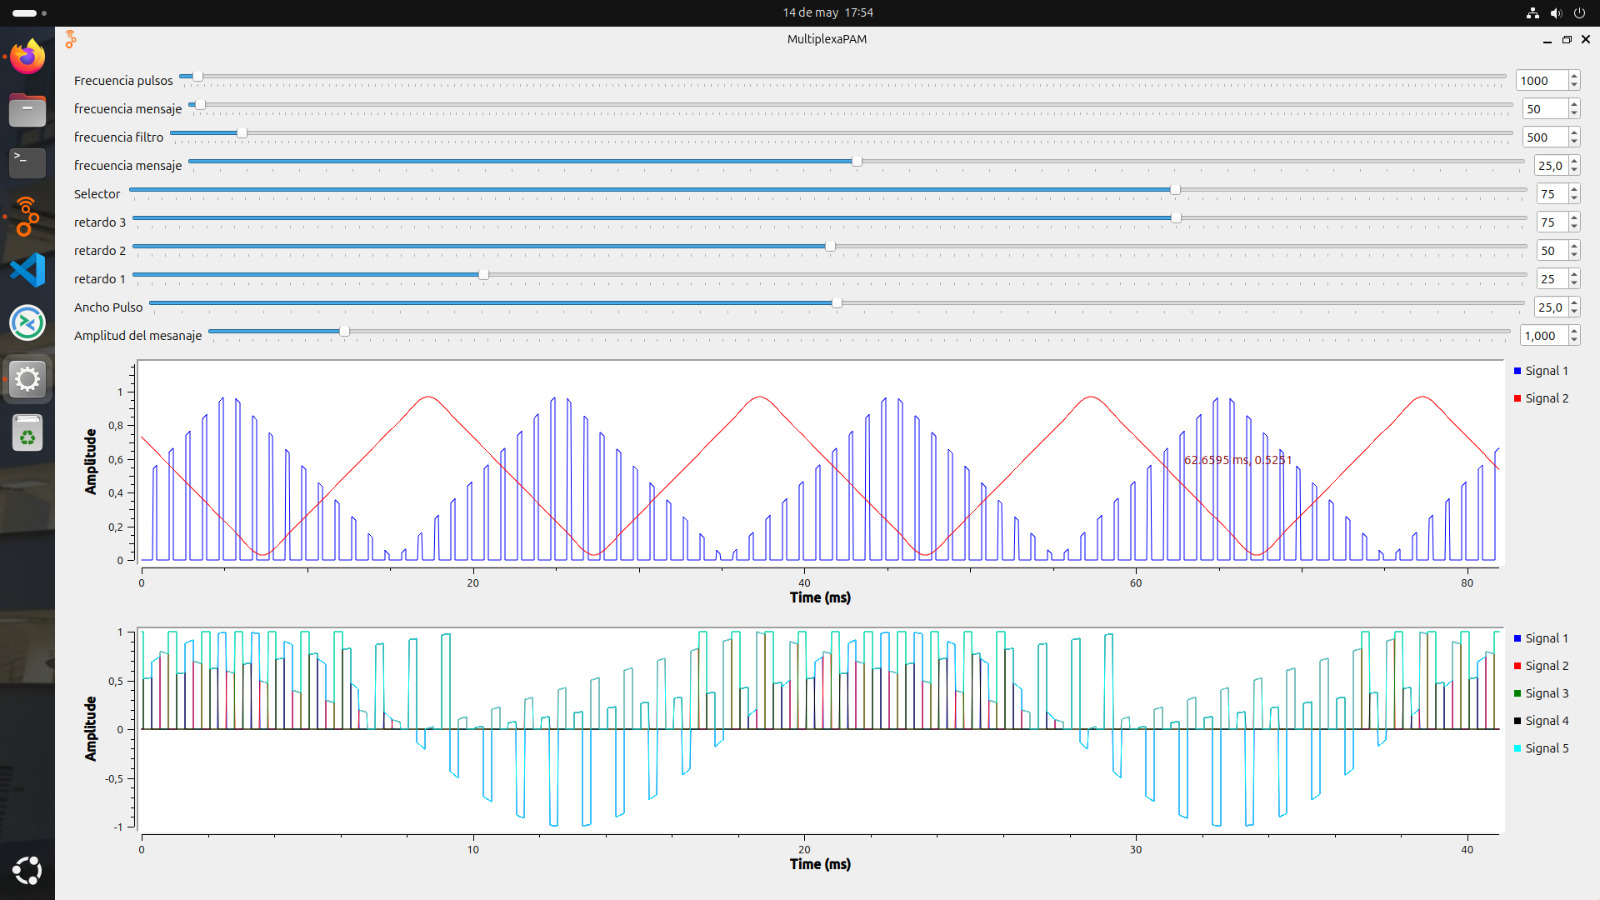 14 de may 17:54
MultiplexaPAM
Frecuencia pulsos 1000
frecuencia mensaje 50
frecuencia filtro 500
frecuencia mensaje 25,0
Selector 75
retardo 3 75
retardo 2 50
retardo 1 25
Ancho Pulso 25,0
Amplitud del mesanaje 1,000
Amplitude
1
0,8
0,6
0,4
0,2
0
62.6595 ms, 0.5251
Signal 1
Signal 2
0 20 40 60 80
Time (ms)
Amplitude
1
0,5
0
-0,5
-1
Signal 1
Signal 2
Signal 3
Signal 4
Signal 5
0 10 20 30 40
Time (ms)